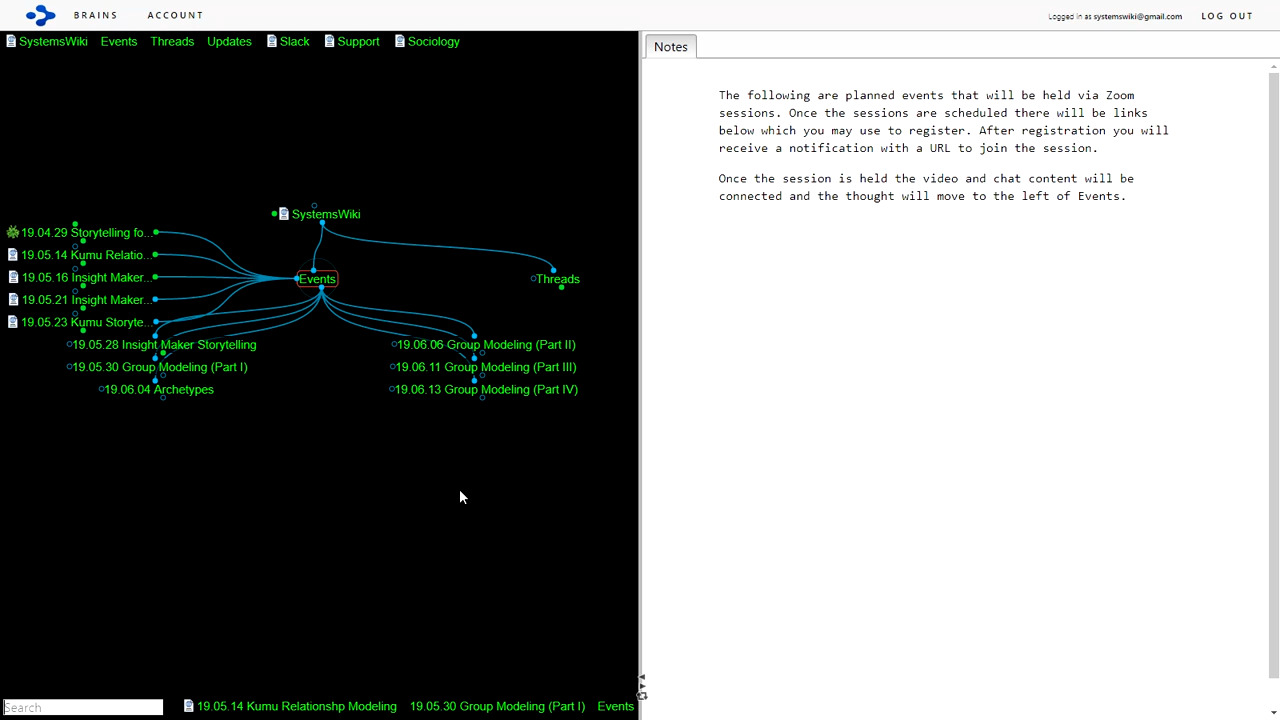 BRAINS ACCOUNT Logged in as systemswiki@gmail.com LOG OUT
SystemsWiki Events Threads Updates Slack Support Sociology
Notes
The following are planned events that will be held via Zoom
sessions. Once the sessions are scheduled there will be links
below which you may use to register. After registration you will
receive a notification with a URL to join the session.
Once the session is held the video and chat content will be
connected and the thought will move to the left of Events.
SystemsWiki
19.04.29 Storytelling fo...
19.05.14 Kumu Relatio...
19.05.16 Insight Maker...
19.05.21 Insight Maker...
19.05.23 Kumu Storyte...
Events
Threads
19.05.28 Insight Maker Storytelling
19.05.30 Group Modeling (Part I)
19.06.04 Archetypes
19.06.06 Group Modeling (Part II)
19.06.11 Group Modeling (Part III)
19.06.13 Group Modeling (Part IV)
Search
19.05.14 Kumu Relationshp Modeling 19.05.30 Group Modeling (Part I) Events